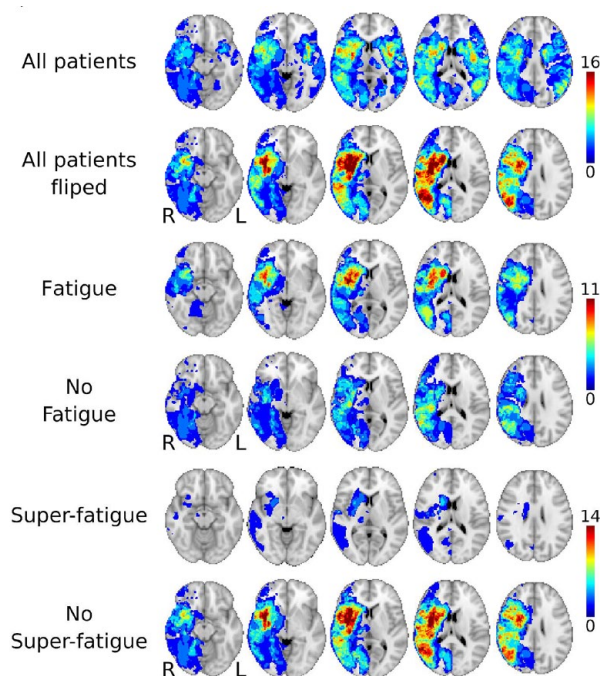 All patients
16
0
All patients
fliped
R L
Fatigue
11
0
No
Fatigue
R L
Super-fatigue
14
0
No
Super-fatigue
R L